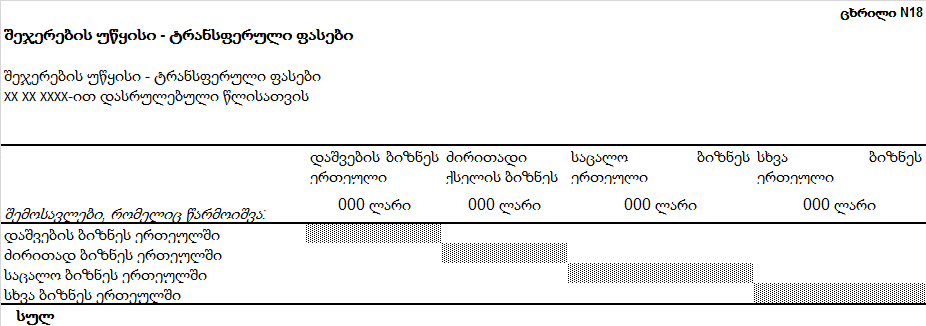 ცხრილი N18
შეჯერების უწყისი - ტრანსფერული ფასები
შეჯერების უწყისი - ტრანსფერული ფასები
XX XX XXXX-ით დასრულებული წლისათვის
დაშვების ბიზნეს ძირითადი საცალო ბიზნეს სხვა ბიზნეს
ერთეული ქსელის ბიზნეს ერთეული ერთეული
000 ლარი 000 ლარი 000 ლარი 000 ლარი
შემოსავლები, რომელიც წარმოიშვა:
დაშვების ბიზნეს ერთეულში
ძირითად ბიზნეს ერთეულში
საცალო ბიზნეს ერთეულში
სხვა ბიზნეს ერთეულში
სულ